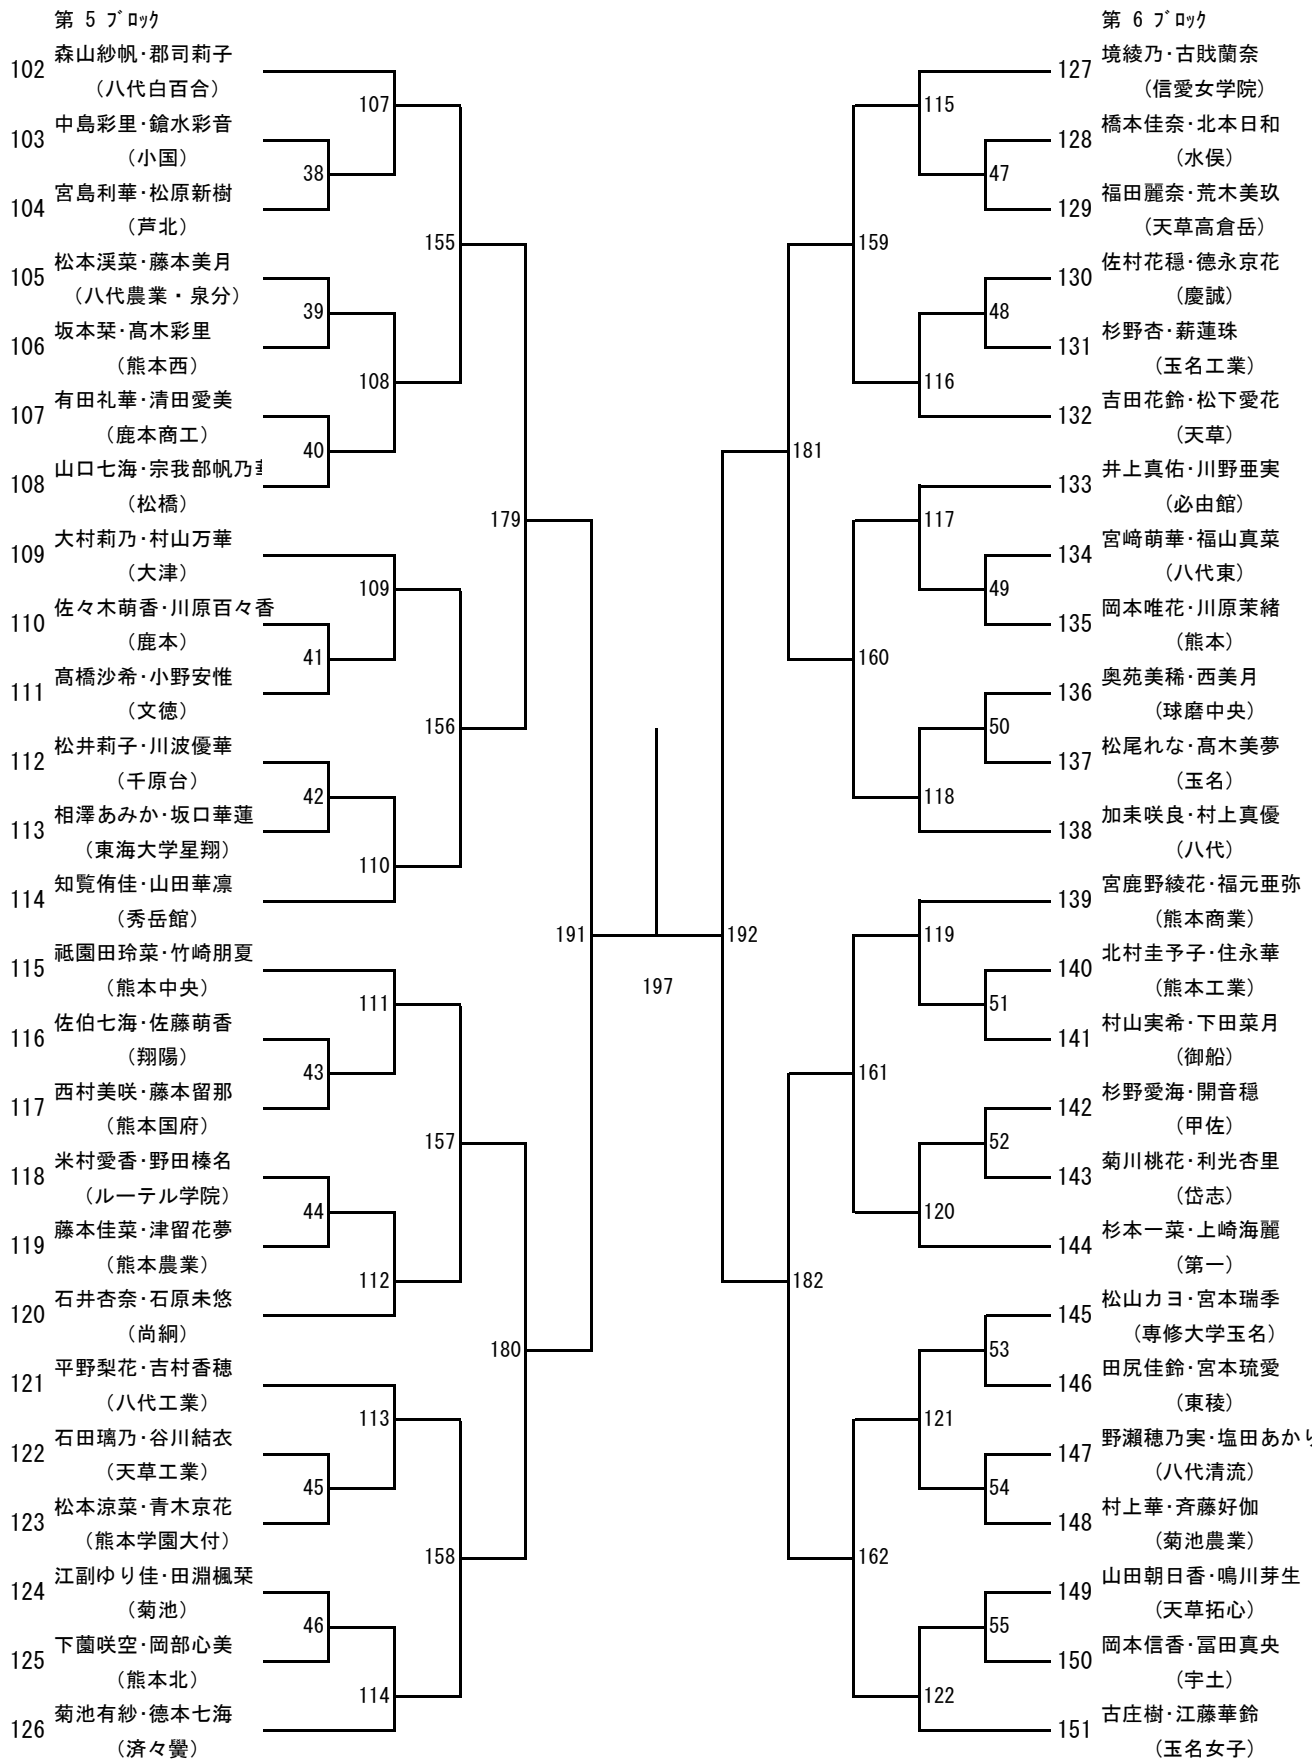 第 5 ﾌﾞﾛｯｸ
102 森山紗帆･郡司莉子
（八代白百合）
107
103 中島彩里･鎗水彩音
（小国）
38
104 宮島利華･松原新樹
（芦北）
155
105 松本渓菜･藤本美月
（八代農業・泉分）
39
106 坂本栞･髙木彩里
（熊本西）
108
107 有田礼華･清田愛美
（鹿本商工）
40
108 山口七海･宗我部帆乃
（松橋）
179
109 大村莉乃･村山万華
（大津）
109
110 佐々木萌香･川原百々香
（鹿本）
41
111 髙橋沙希･小野安惟
（文徳）
156
112 松井莉子･川波優華
（千原台）
42
113 相澤あみか･坂口華蓮
（東海大学星翔）
110
114 知覧侑佳･山田華凛
（秀岳館）
191
115 祗園田玲菜･竹崎朋夏
（熊本中央）
111
116 佐伯七海･佐藤萌香
（翔陽）
43
117 西村美咲･藤本留那
（熊本国府）
157
118 米村愛香･野田榛名
（ルーテル学院）
44
119 藤本佳菜･津留花夢
（熊本農業）
112
120 石井杏奈･石原未悠
（尚絅）
180
121 平野梨花･吉村香穂
（八代工業）
113
122 石田璃乃･谷川結衣
（天草工業）
45
123 松本涼菜･青木京花
（熊本学園大付）
158
124 江副ゆり佳･田淵楓栞
（菊池）
46
125 下薗咲空･岡部心美
（熊本北）
114
126 菊池有紗･德本七海
（済々黌）
197
第 6 ﾌﾞﾛｯｸ
127 境綾乃･古戝蘭奈
（信愛女学院）
115
128 橋本佳奈･北本日和
（水俣）
47
129 福田麗奈･荒木美玖
（天草高倉岳）
159
130 佐村花穏･德永京花
（慶誠）
48
131 杉野杏･薪蓮珠
（玉名工業）
116
132 吉田花鈴･松下愛花
（天草）
181
133 井上真佑･川野亜実
（必由館）
117
134 宮﨑萌華･福山真菜
（八代東）
49
135 岡本唯花･川原茉緒
（熊本）
160
136 奥苑美稀･西美月
（球磨中央）
50
137 松尾れな･髙木美夢
（玉名）
118
138 加耒咲良･村上真優
（八代）
139 宮鹿野綾花･福元亜弥
（熊本商業）
119
192
140 北村圭予子･住永華
（熊本工業）
51
141 村山実希･下田菜月
（御船）
161
142 杉野愛海･開音穏
（甲佐）
52
143 菊川桃花･利光杏里
（岱志）
120
144 杉本一菜･上崎海麗
（第一）
182
145 松山カヨ･宮本瑞季
（専修大学玉名）
53
146 田尻佳鈴･宮本琉愛
（東稜）
121
147 野瀬穂乃実･塩田あかり
（八代清流）
54
148 村上華･斉藤好伽
（菊池農業）
162
149 山田朝日香･鳴川芽生
（天草拓心）
55
150 岡本信香･冨田真央
（宇土）
122
151 古庄樹･江藤華鈴
（玉名女子）